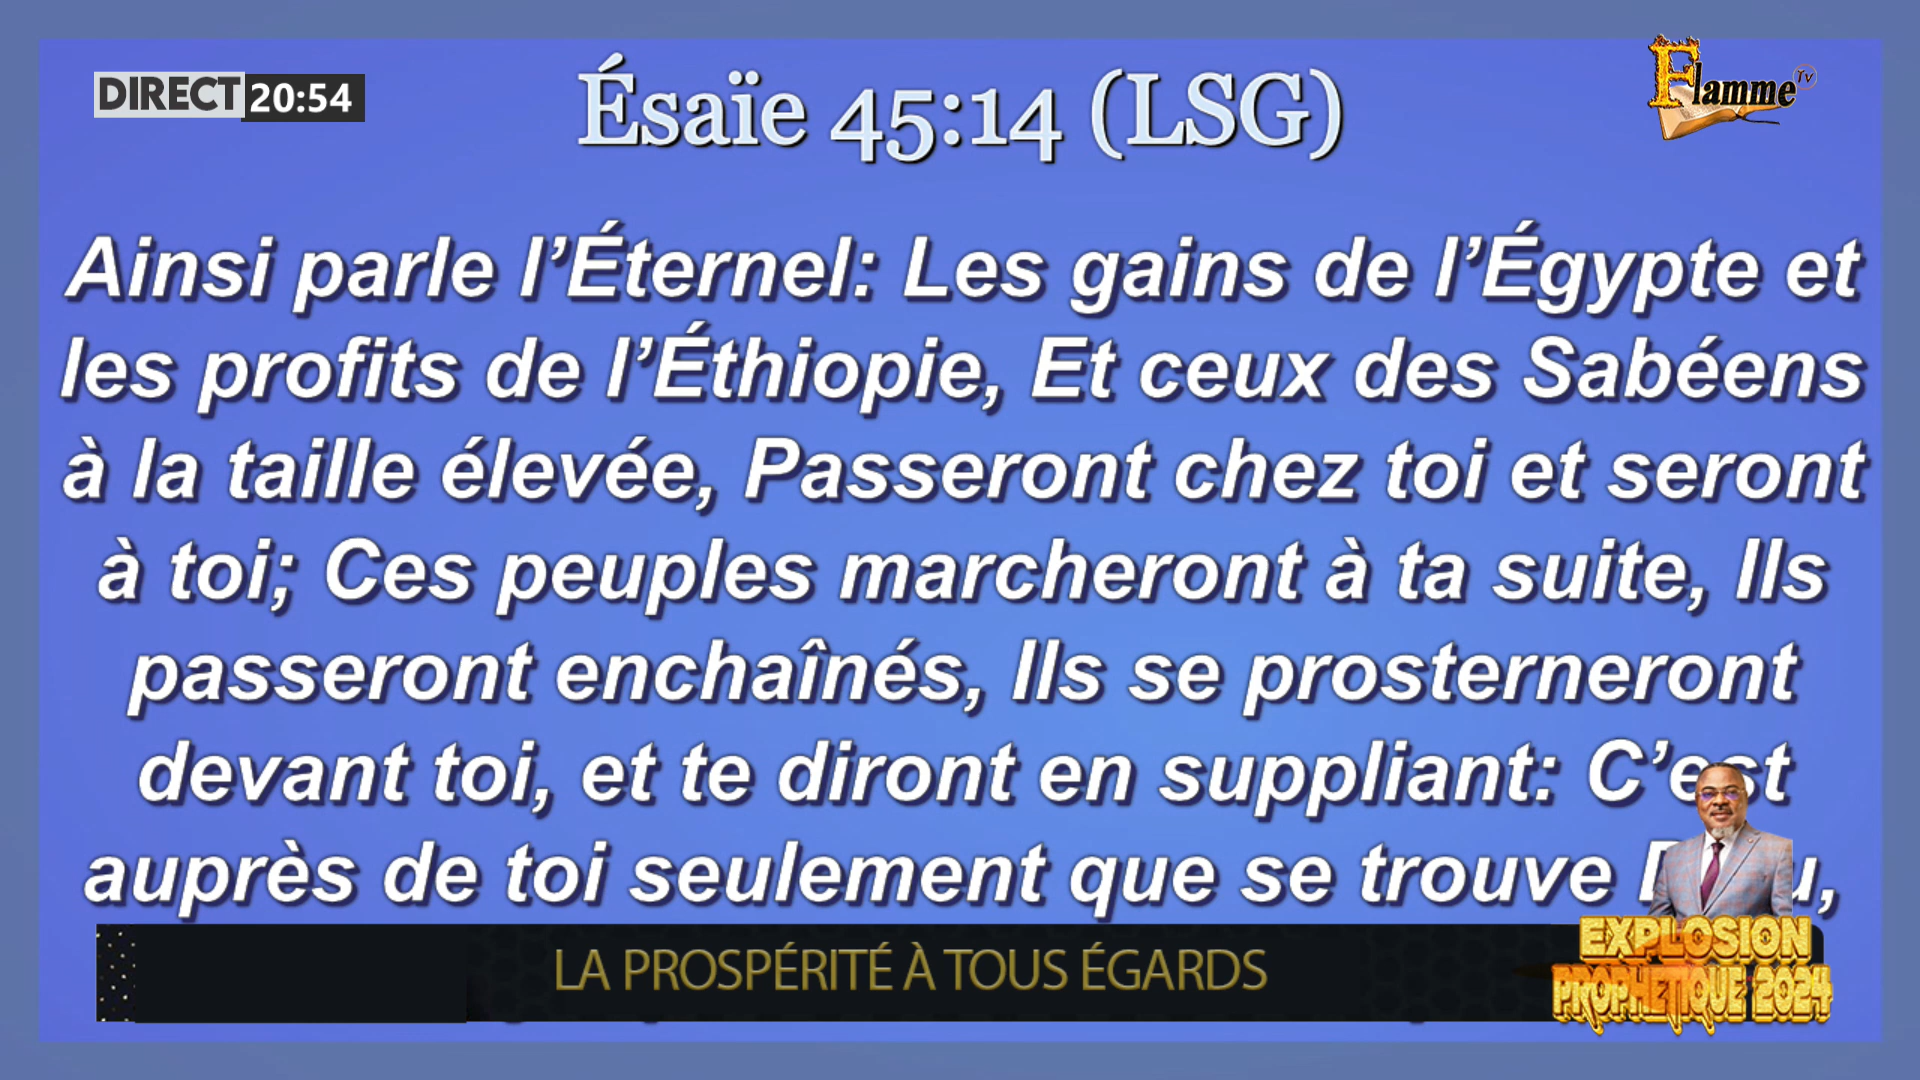 DIRECT 20:54
Ésaïe 45:14 (LSG)
Flamme TV
Ainsi parle l’Éternel: Les gains de l’Égypte et
les profits de l’Éthiopie, Et ceux des Sabéens
à la taille élevée, Passeront chez toi et seront
à toi; Ces peuples marcheront à ta suite, Ils
passeront enchaînés, Ils se prosterneront
devant toi, et te diront en suppliant: C’est
auprès de toi seulement que se trouve
LA PROSPÉRITÉ À TOUS ÉGARDS
EXPLOSION
PROPHETIQUE 2024